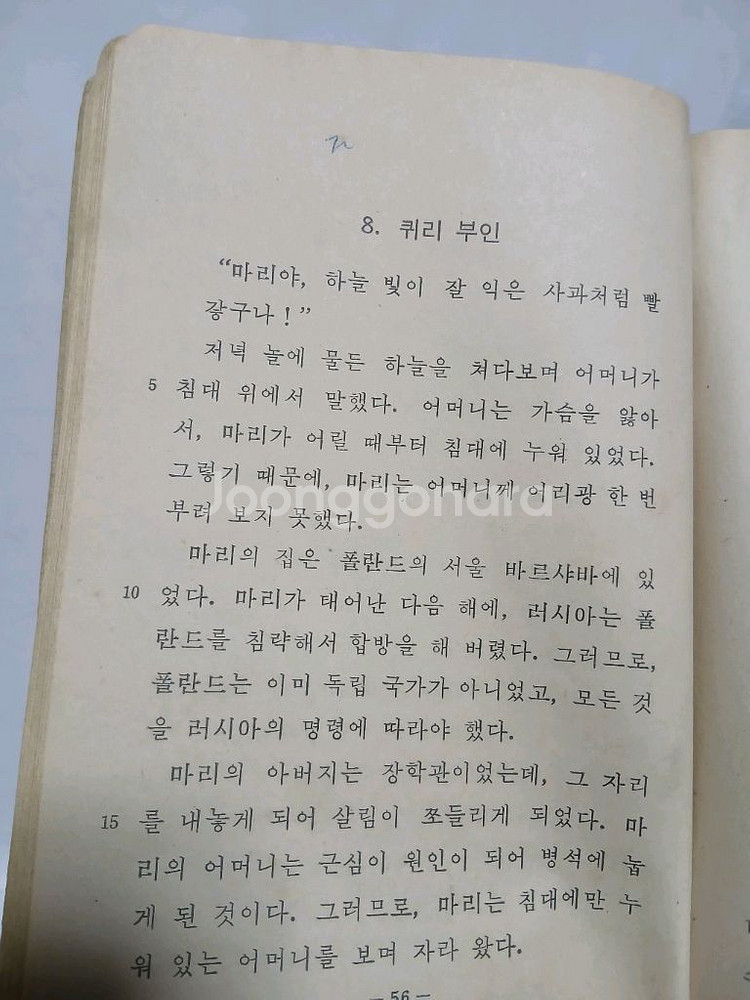 8. 퀴리 부인
“마리야, 하늘 빛이 잘 익은 사과처럼 빨
강구나!”
저녁 놀에 물든 하늘을 쳐다보며 어머니가
5 침대 위에서 말했다. 어머니는 가슴을 앓아
서, 마리가 어릴 때부터 침대에 누워 있었다.
그렇기 때문에, 마리는 어머니께 어리광 한 번
Joonggonara
부려 보지 못했다.
마리의 집은 폴란드의 서울 바르샤바에 있
10 었다. 마리가 태어난 다음 해에, 러시아는 폴
란드를 침략해서 합방을 해 버렸다. 그러므로,
폴란드는 이미 독립 국가가 아니었고, 모든 것
을 러시아의 명령에 따라야 했다.
마리의 아버지는 장학관이었는데, 그 자리
15 를 내놓게 되어 살림이 쪼들리게 되었다. 마
리의 어머니는 근심이 원인이 되어 병석에 눕
게 된 것이다. 그러므로, 마리는 침대에만 누
워 있는 어머니를 보며 자라 왔다.
— 56 —